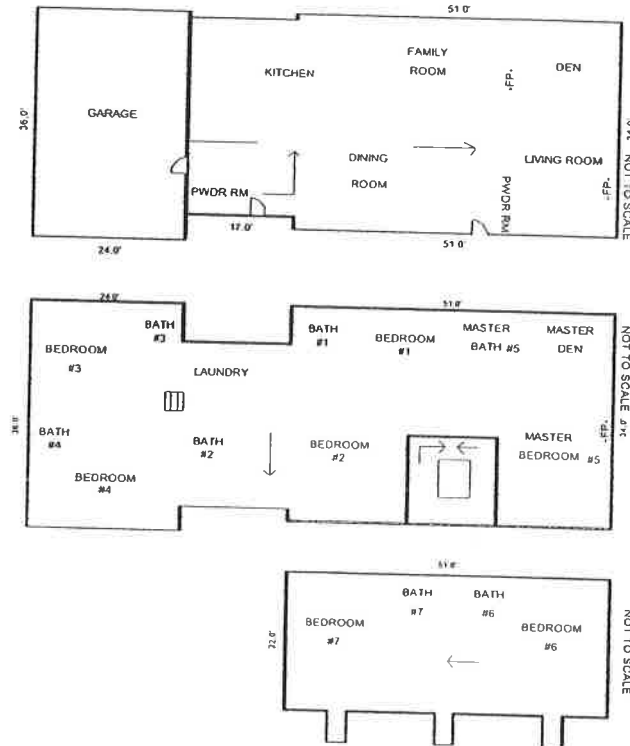 51.0'
FAMILY
ROOM
DEN
KITCHEN
-FP-
GARAGE
36.0'
DINING
ROOM
LIVING ROOM
PWDR RM
PWDR RM
-FP-
NOT TO SCALE
17.0'
51.0'
24.0'
51.0'
BATH
#3
BATH
#1
BEDROOM
#1
MASTER
BATH #5
MASTER
DEN
BEDROOM
#3
LAUNDRY
NOT TO SCALE
BATH
#4
BATH
#2
BEDROOM
#2
MASTER
BEDROOM #5
-FP-
BEDROOM
#4
51.0'
BATH
#7
BATH
#6
BEDROOM
#7
BEDROOM
#6
NOT TO SCALE